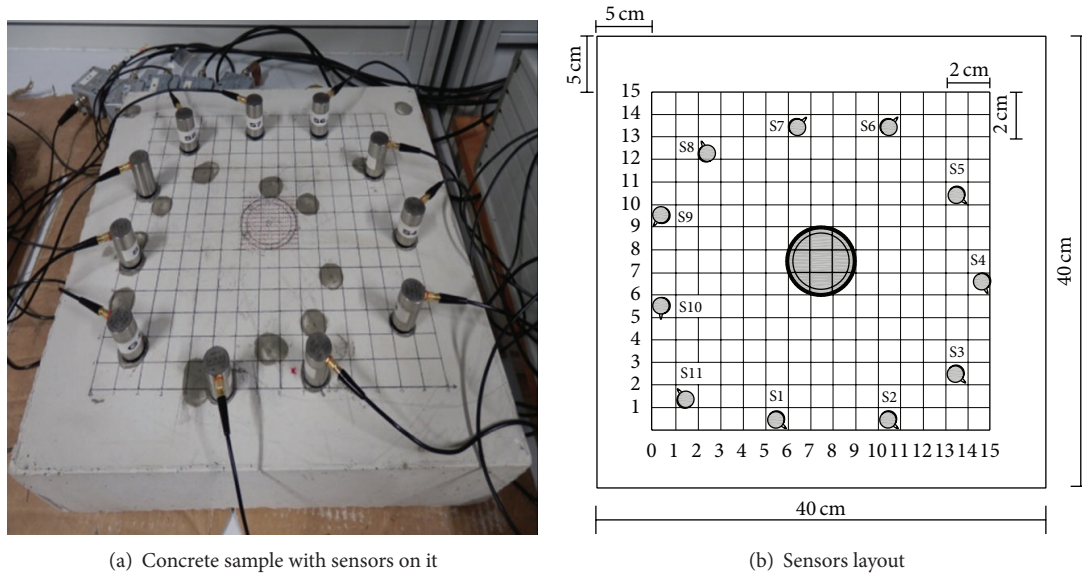 5 cm
5 cm
2 cm
2 cm
15
14
13
12
11
10
9
8
7
6
5
4
3
2
1
S7
S6
S8
S5
S9
S4
S10
S3
S11
S1
S2
0 1 2 3 4 5 6 7 8 9 10 11 12 13 14 15
40 cm
40 cm
(a) Concrete sample with sensors on it
(b) Sensors layout